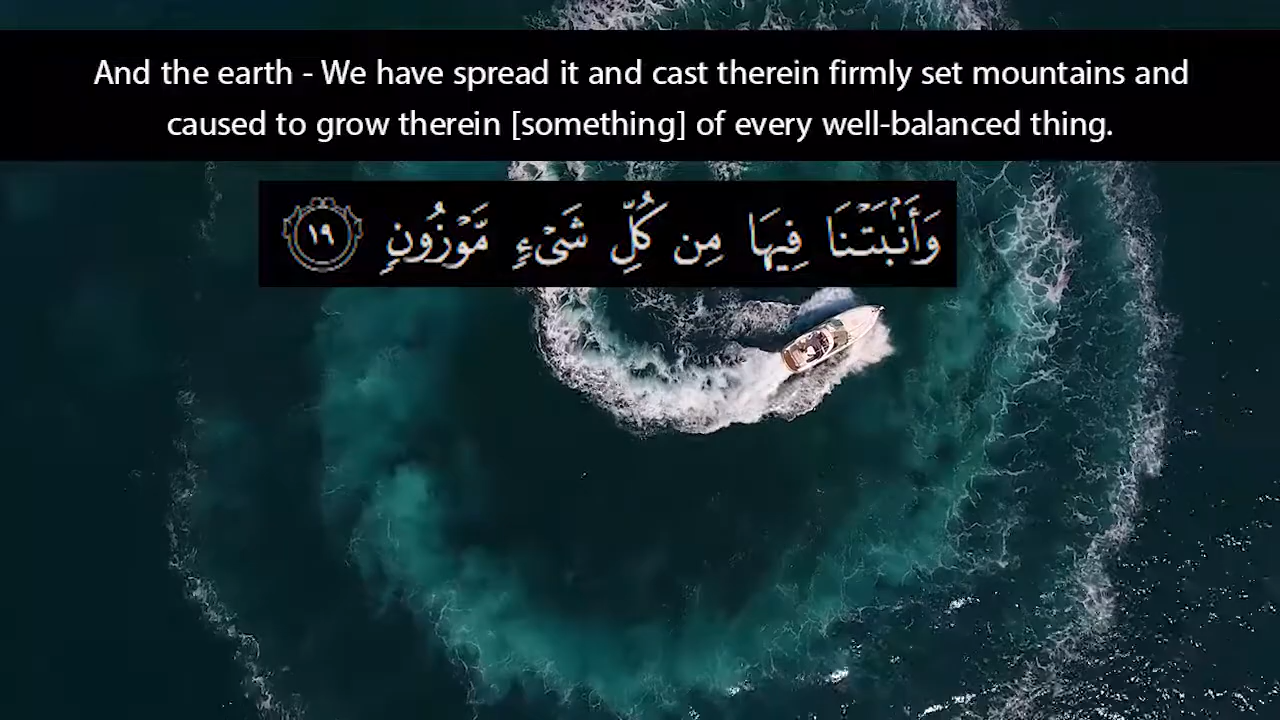 And the earth - We have spread it and cast therein firmly set mountains and
caused to grow therein [something] of every well-balanced thing.
وَأَنۢبَتۡنَا فِيهَا مِن كُلِّ شَيۡءٖ مَّوۡزُونٖ ١٩